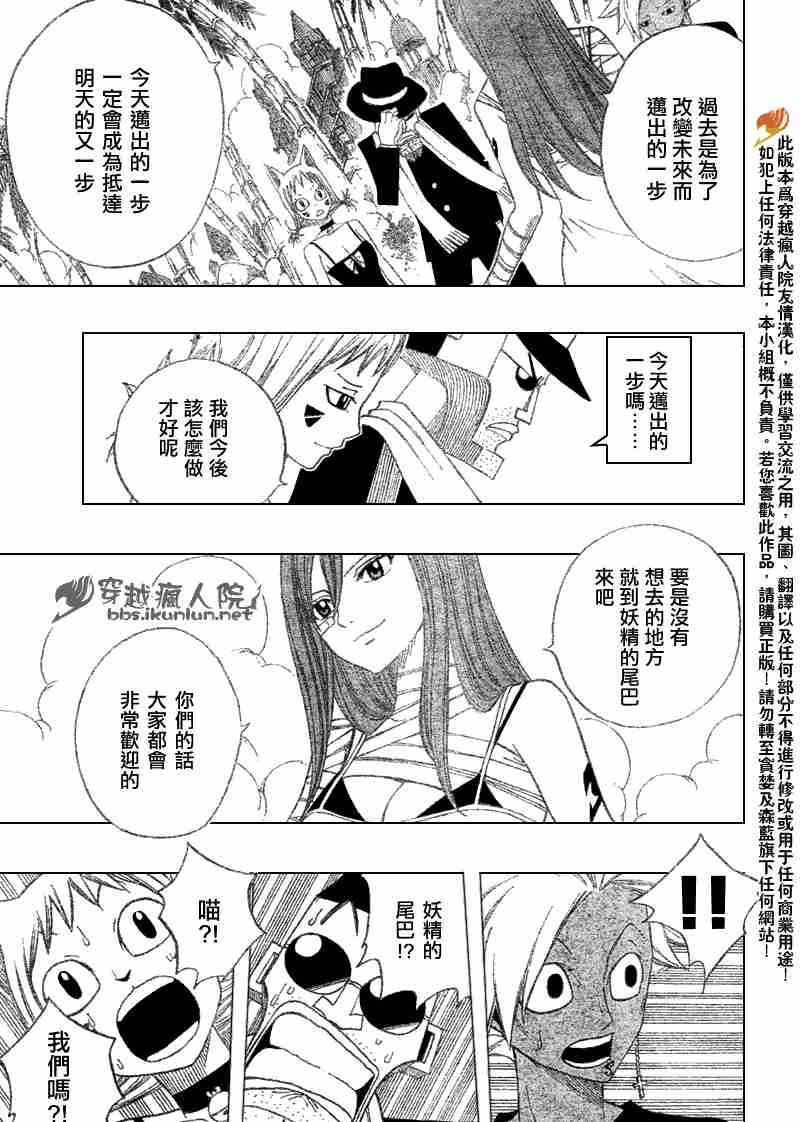 過去是為了
改變未來而
邁出的一步
今天邁出的一步
一定會成為抵達
明天的又一步
今天邁出的
一步嗎……
我們今後
該怎麼做
才好呢
要是沒有
想去的地方
就到妖精的尾巴
來吧
你們的話
大家都會
非常歡迎的
穿越瘋人院
bbs.ikunlun.net
!!
妖精的
尾巴!?
喵?!
我們嗎?!
此版本爲穿越瘋人院友情漢化，僅供學習交流之用，其圖、翻譯以及任何部分不得進行修改或用于任何商業用途！
如犯上任何法律責任，本小組概不負責。若您喜歡此作品，請購買正版！請勿轉至貪婪及森藍旗下任何網站！